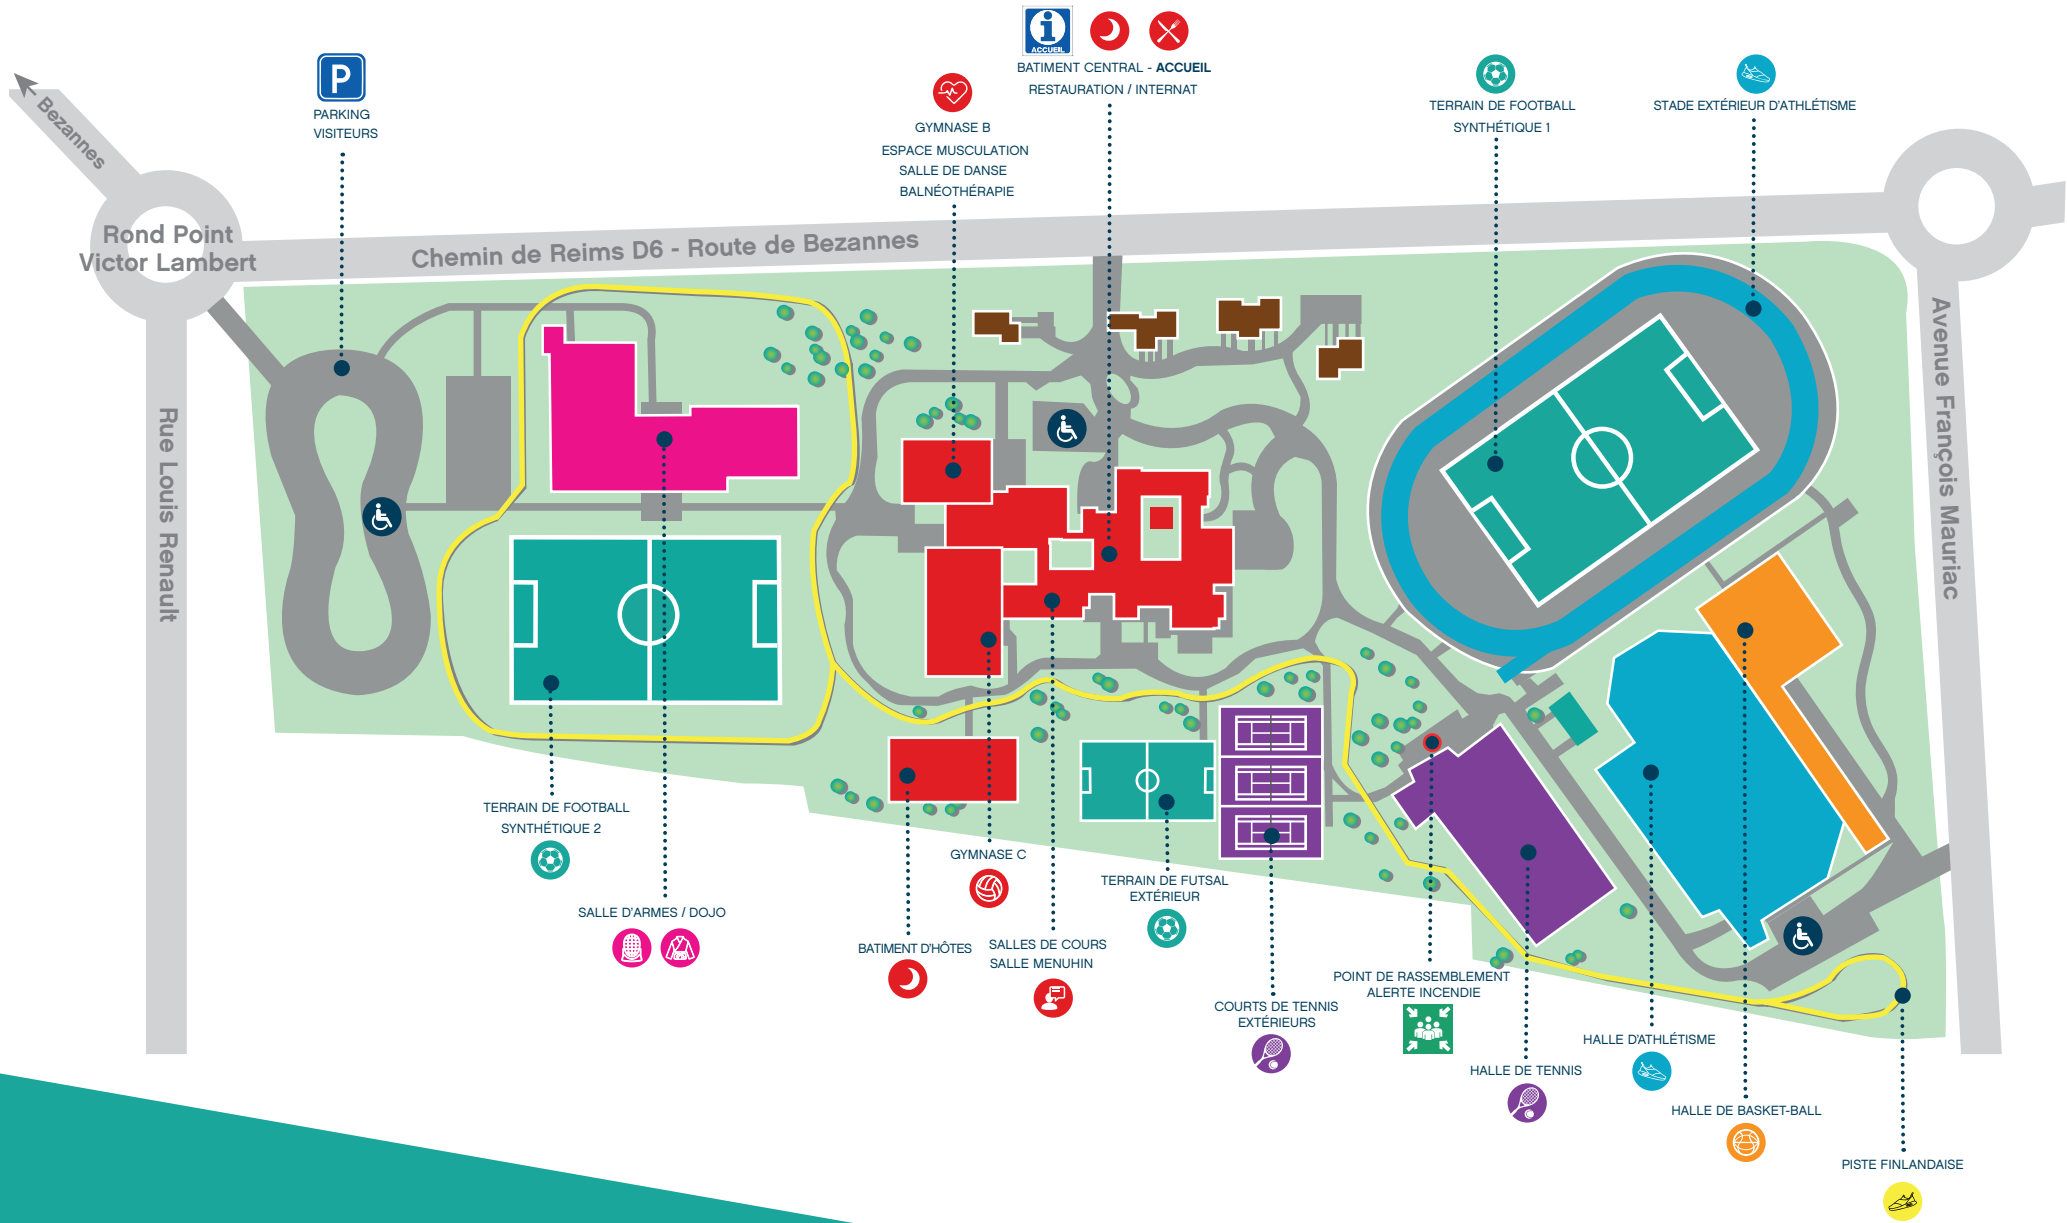 ACCUEIL
BATIMENT CENTRAL - ACCUEIL
RESTAURATION / INTERNAT
P
PARKING
VISITEURS
GYMNASE B
ESPACE MUSCULATION
SALLE DE DANSE
BALNÉOTHÉRAPIE
TERRAIN DE FOOTBALL
SYNTHÉTIQUE 1
STADE EXTÉRIEUR D'ATHLÉTISME
Bezannes
Rond Point
Victor Lambert
Chemin de Reims D6 - Route de Bezannes
Rue Louis Renault
Avenue François Mauriac
TERRAIN DE FOOTBALL
SYNTHÉTIQUE 2
SALLE D'ARMES / DOJO
GYMNASE C
BATIMENT D'HÔTES
SALLES DE COURS
SALLE MENUHIN
TERRAIN DE FUTSAL
EXTÉRIEUR
COURTS DE TENNIS
EXTÉRIEURS
POINT DE RASSEMBLEMENT
ALERTE INCENDIE
HALLE DE TENNIS
HALLE D'ATHLÉTISME
HALLE DE BASKET-BALL
PISTE FINLANDAISE